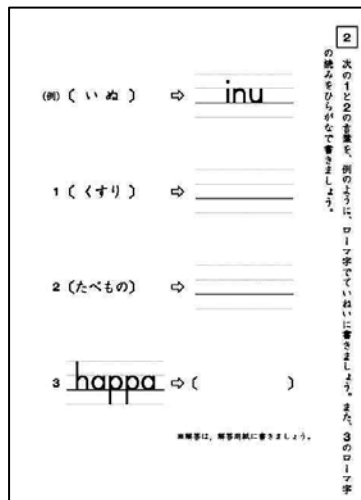 2
次の1と2の言葉を、例のように、ローマ字でていねいに書きましょう。また、3のローマ字
の読みをひらがなで書きましょう。
(例) 〔 い ぬ 〕 ⇨ inu
1 〔 くすり 〕 ⇨
2 〔たべもの〕 ⇨
3 happa ⇨ ( )
※解答は、解答用紙に書きましょう。